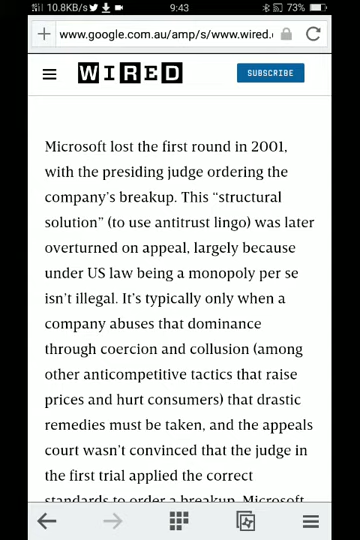 10.8KB/s 9:43 73%
www.google.com.au/amp/s/www.wired.
WIRED SUBSCRIBE
Microsoft lost the first round in 2001,
with the presiding judge ordering the
company's breakup. This “structural
solution” (to use antitrust lingo) was later
overturned on appeal, largely because
under US law being a monopoly per se
isn't illegal. It's typically only when a
company abuses that dominance
through coercion and collusion (among
other anticompetitive tactics that raise
prices and hurt consumers) that drastic
remedies must be taken, and the appeals
court wasn't convinced that the judge in
the first trial applied the correct
standards to order a breakup. Microsoft